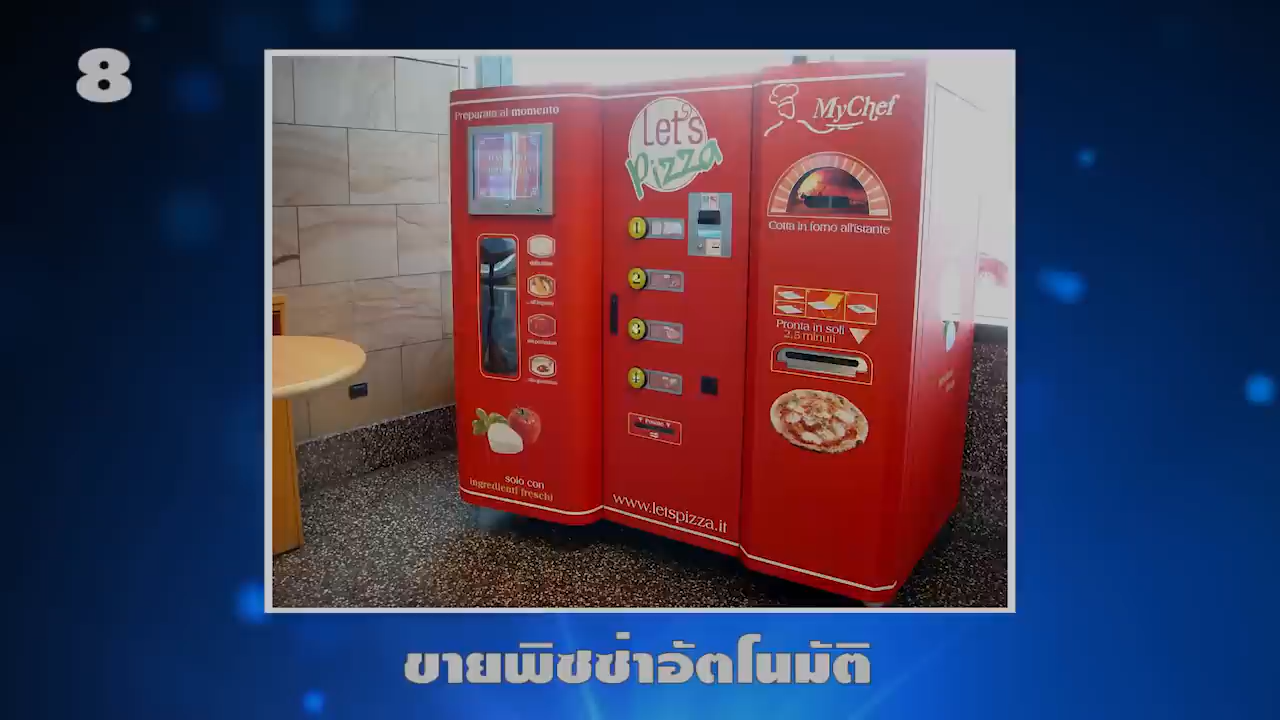 8
Preparata al momento
Let's
Pizza
MyChef
1
Cotta in forno all'istante
2
3
Pronta in soli
2,5 minuti
4
solo con
ingredienti freschi
www.letspizza.it
ขายพิซซ่าอัตโนมัติ